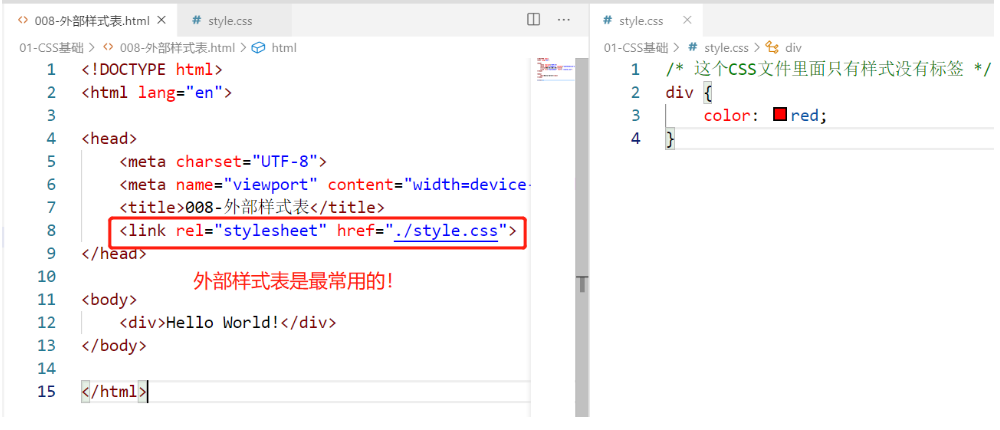 008-外部样式表.html
style.css
01-CSS基础 > 008-外部样式表.html > html
1 <!DOCTYPE html>
2 <html lang="en">
3
4 <head>
5 <meta charset="UTF-8">
6 <meta name="viewport" content="width=device-
7 <title>008-外部样式表</title>
8 <link rel="stylesheet" href="./style.css">
9 </head>
10
外部样式表是最常用的!
11 <body>
12 <div>Hello World!</div>
13 </body>
14
15 </html>
style.css
01-CSS基础 > style.css > div
1 /* 这个CSS文件里面只有样式没有标签 */
2 div {
3 color: red;
4 }